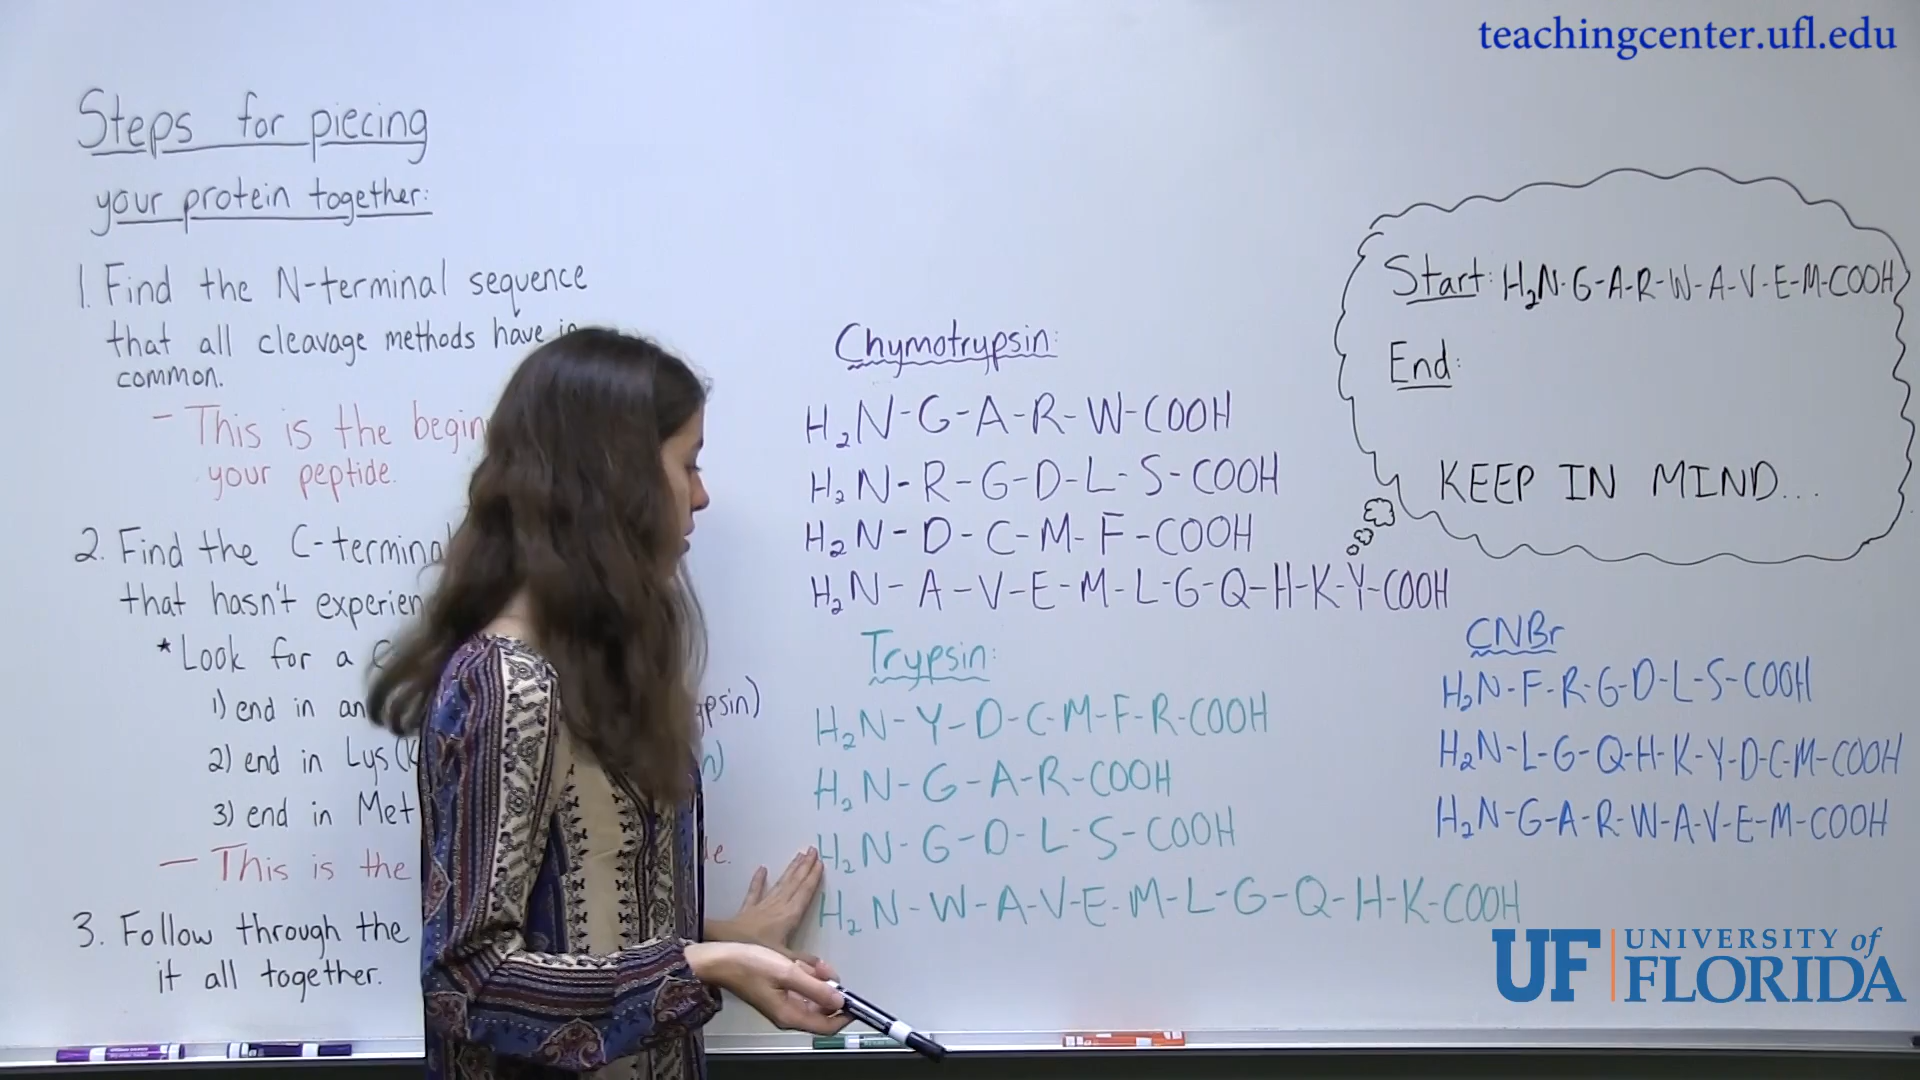 teachingcenter.ufl.edu
Steps for piecing
your protein together:
1. Find the N-terminal sequence
that all cleavage methods have in
common.
- This is the
your peptide.
2. Find the
that hasn't
* Look for a
1) end in an
2) end in Lys (K
3) end in Met
- This is the
3. Follow through the
it all together.
Chymotrypsin:
H2N-G-A-R-W-COOH
H2N-R-G-D-L-S-COOH
H2N-D-C-M-F-COOH
H2N-A-V-E-M-L-G-Q-H-K-Y-COOH
Trypsin:
H2N-Y-D-C-M-F-R-COOH
H2N-G-A-R-COOH
H2N-G-D-L-S-COOH
H2N-W-A-V-E-M-L-G-Q-H-K-COOH
Start: H2N-G-A-R-W-A-V-E-M-COOH
End:
KEEP IN MIND...
CNBr
H2N-F-R-G-D-L-S-COOH
H2N-L-G-Q-H-K-Y-D-C-M-COOH
H2N-G-A-R-W-A-V-E-M-COOH
UF UNIVERSITY of
FLORIDA